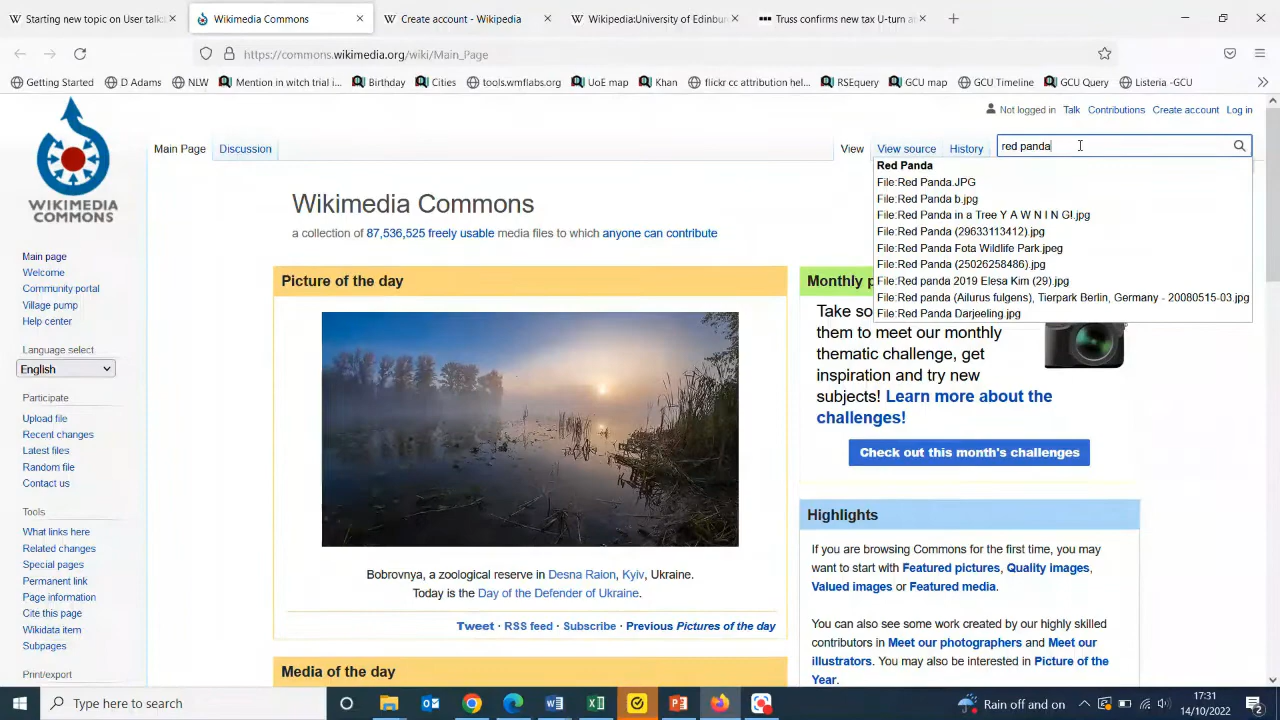 Starting new topic on User talk:
Wikimedia Commons
Create account - Wikipedia
Wikipedia:University of Edinbur
Truss confirms new tax U-turn a
https://commons.wikimedia.org/wiki/Main_Page
Getting Started D Adams NLW Mention in witch trial i... Birthday Cities tools.wmflabs.org UoE map Khan flickr cc attribution hel... RSEquery GCU map GCU Timeline GCU Query Listeria -GCU
Not logged in Talk Contributions Create account Log in
Main Page Discussion View View source History red panda
Red Panda
File:Red Panda.JPG
File:Red Panda b.jpg
File:Red Panda in a Tree Y A W N I N G!.jpg
File:Red Panda (29633113412).jpg
File:Red Panda Fota Wildlife Park.jpeg
File:Red Panda (25026258486).jpg
File:Red panda 2019 Elesa Kim (29).jpg
File:Red panda (Ailurus fulgens), Tierpark Berlin, Germany - 20080515-03.jpg
File:Red Panda Darjeeling.jpg
WIKIMEDIA
COMMONS
Main page
Welcome
Community portal
Village pump
Help center
Language select
English
Participate
Upload file
Recent changes
Latest files
Random file
Contact us
Tools
What links here
Related changes
Special pages
Permanent link
Page information
Cite this page
Wikidata item
Subpages
Print/export
Wikimedia Commons
a collection of 87,536,525 freely usable media files to which anyone can contribute
Picture of the day
Bobrovnya, a zoological reserve in Desna Raion, Kyiv, Ukraine.
Today is the Day of the Defender of Ukraine.
Tweet · RSS feed · Subscribe · Previous Pictures of the day
Media of the day
Monthly p
Take so
them to meet our monthly
thematic challenge, get
inspiration and try new
subjects! Learn more about the
challenges!
Check out this month's challenges
Highlights
If you are browsing Commons for the first time, you may
want to start with Featured pictures, Quality images,
Valued images or Featured media.
You can also see some work created by our highly skilled
contributors in Meet our photographers and Meet our
illustrators. You may also be interested in Picture of the
Year.
Type here to search
Rain off and on
17:31
14/10/2022
2